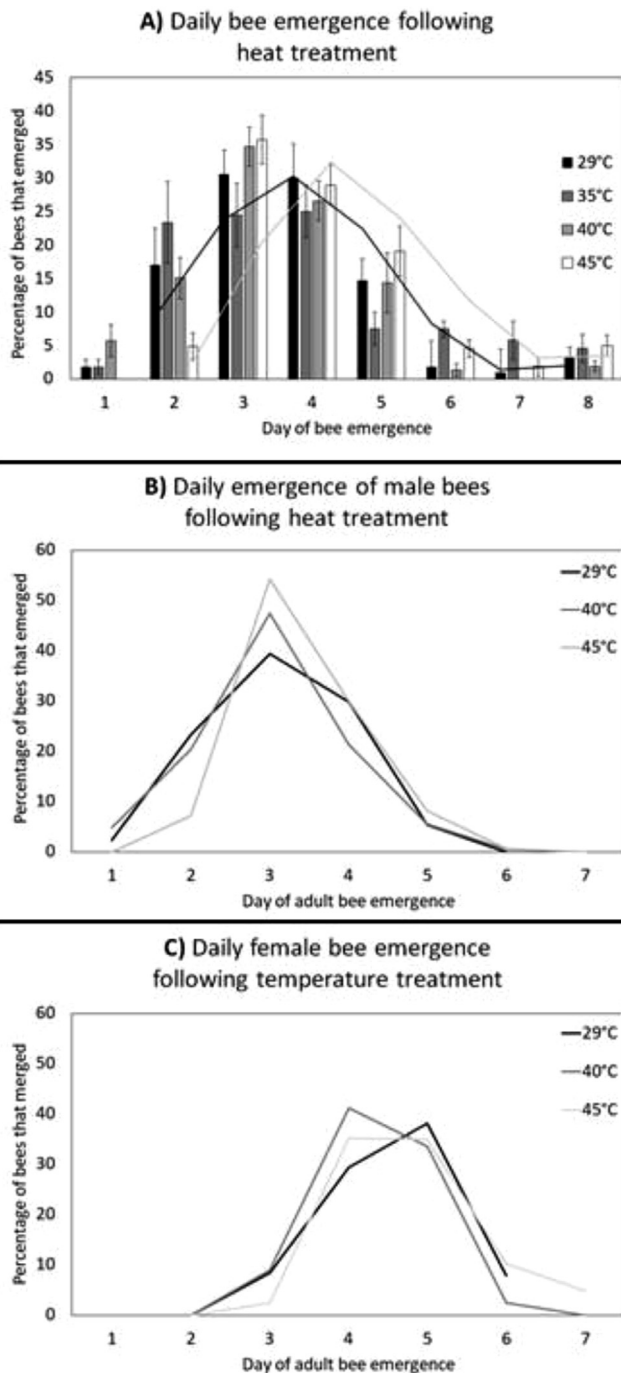 A) Daily bee emergence following
heat treatment
Percentage of bees that emerged
45
40
35
30
25
20
15
10
5
0
29°C
35°C
40°C
45°C
1 2 3 4 5 6 7 8
Day of bee emergence
B) Daily emergence of male bees
following heat treatment
Percentage of bees that emerged
60
50
40
30
20
10
0
29°C
40°C
45°C
1 2 3 4 5 6 7
Day of adult bee emergence
C) Daily female bee emergence
following temperature treatment
Percentage of bees that merged
60
50
40
30
20
10
0
29°C
40°C
45°C
1 2 3 4 5 6 7
Day of adult bee emergence